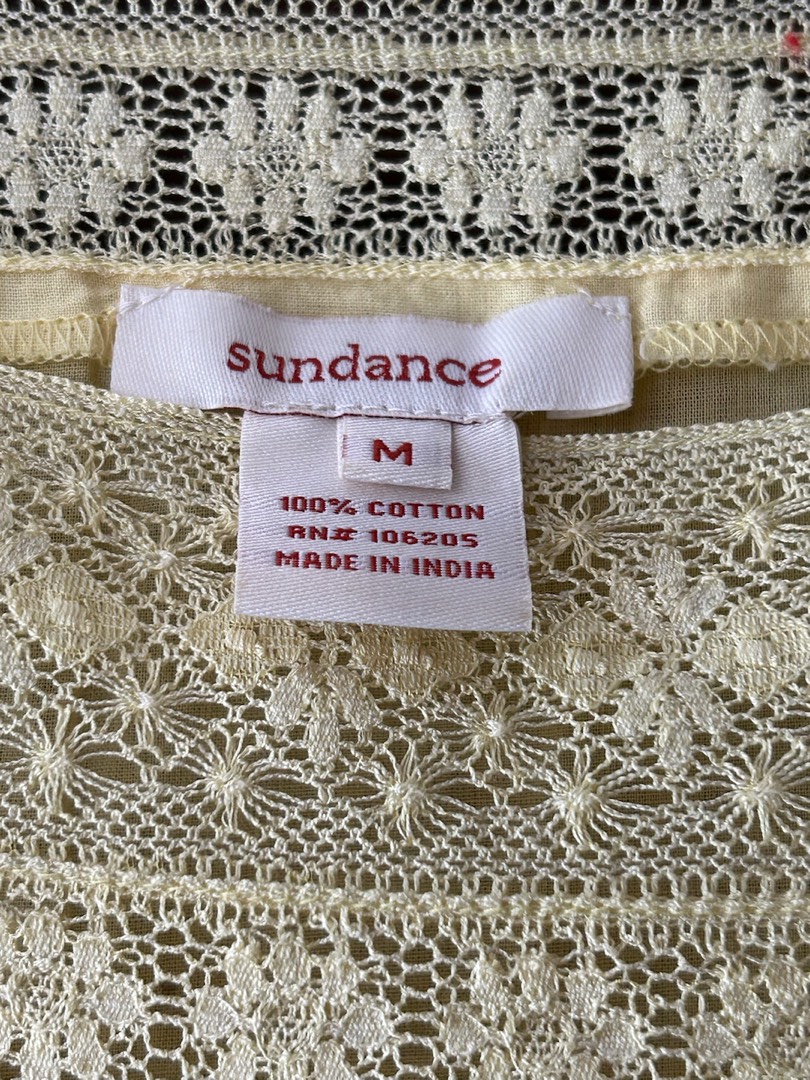 sundance
M
100% COTTON
RN# 106205
MADE IN INDIA